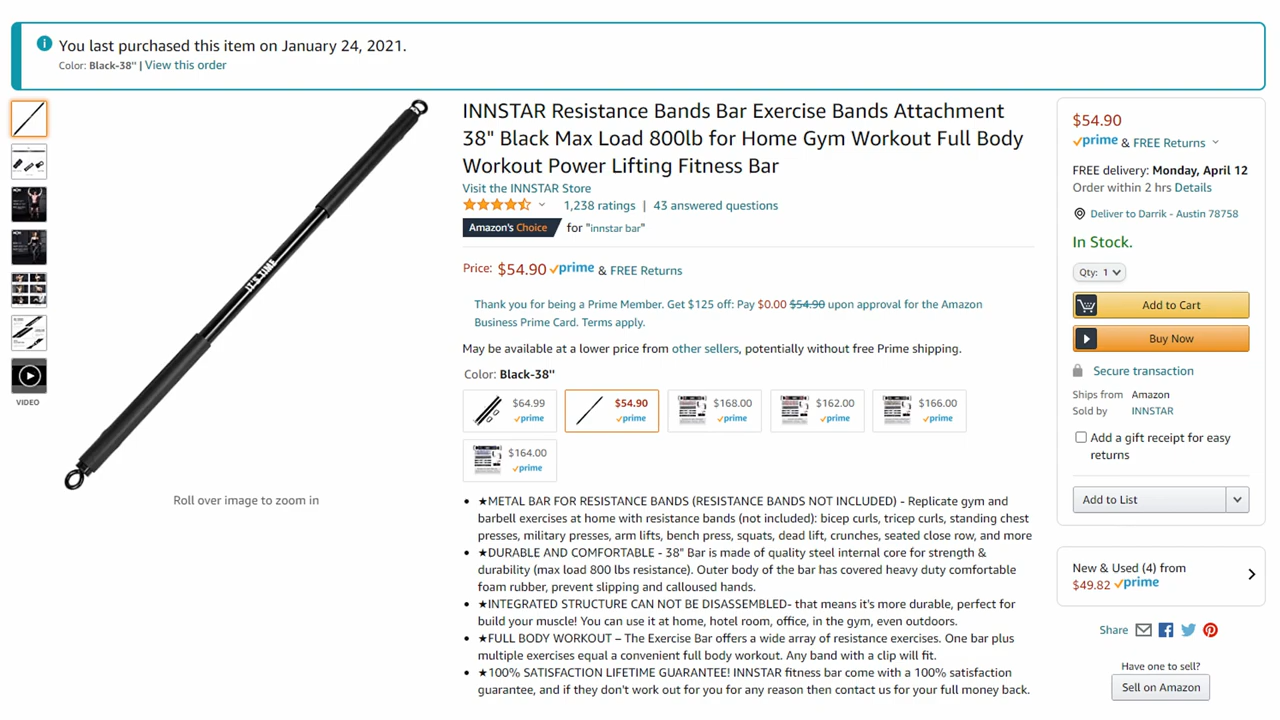 You last purchased this item on January 24, 2021.
Color: Black-38'' | View this order
INNSTAR Resistance Bands Bar Exercise Bands Attachment
38" Black Max Load 800lb for Home Gym Workout Full Body
Workout Power Lifting Fitness Bar
Visit the INNSTAR Store
1,238 ratings | 43 answered questions
Amazon's Choice for "innstar bar"
Price: $54.90 prime & FREE Returns
Thank you for being a Prime Member. Get $125 off: Pay $0.00 $54.90 upon approval for the Amazon
Business Prime Card. Terms apply.
May be available at a lower price from other sellers, potentially without free Prime shipping.
Color: Black-38''
$64.99 $54.90 $168.00 $162.00 $166.00
prime prime prime prime prime
$164.00
prime
★METAL BAR FOR RESISTANCE BANDS (RESISTANCE BANDS NOT INCLUDED) - Replicate gym and
barbell exercises at home with resistance bands (not included): bicep curls, tricep curls, standing chest
presses, military presses, arm lifts, bench press, squats, dead lift, crunches, seated close row, and more
★DURABLE AND COMFORTABLE - 38" Bar is made of quality steel internal core for strength &
durability (max load 800 lbs resistance). Outer body of the bar has covered heavy duty comfortable
foam rubber, prevent slipping and calloused hands.
★INTEGRATED STRUCTURE CAN NOT BE DISASSEMBLED- that means it's more durable, perfect for
build your muscle! You can use it at home, hotel room, office, in the gym, even outdoors.
★FULL BODY WORKOUT – The Exercise Bar offers a wide array of resistance exercises. One bar plus
multiple exercises equal a convenient full body workout. Any band with a clip will fit.
★100% SATISFACTION LIFETIME GUARANTEE! INNSTAR fitness bar come with a 100% satisfaction
guarantee, and if they don't work out for you for any reason then contact us for your full money back.
IT'S TIME
VIDEO
Roll over image to zoom in
$54.90
prime & FREE Returns
FREE delivery: Monday, April 12
Order within 2 hrs Details
Deliver to Darrik - Austin 78758
In Stock.
Qty: 1
Add to Cart
Buy Now
Secure transaction
Ships from Amazon
Sold by INNSTAR
Add a gift receipt for easy
returns
Add to List
New & Used (4) from
$49.82 prime
Share
Have one to sell?
Sell on Amazon